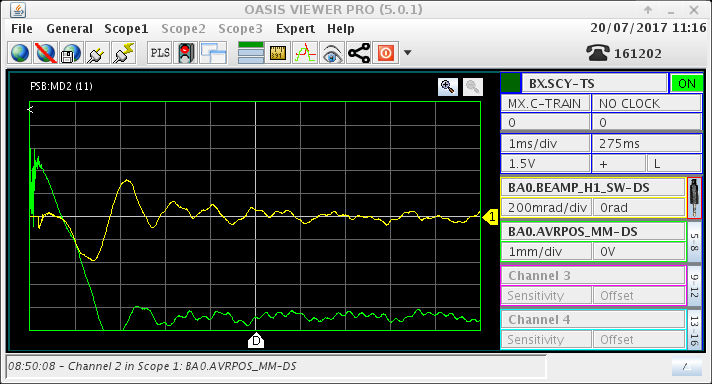 OASIS VIEWER PRO (5.0.1)
File General Scope1 Scope2 Scope3 Expert Help 20/07/2017 11:16
PLS 161202
PSB:MD2 (11)
BX.SCY-TS ON
MX.C-TRAIN NO CLOCK
0 0
1ms/div 275ms
1.5V + L
BA0.BEAMP_H1_SW-DS
200mrad/div 0rad
1
BA0.AVRPOS_MM-DS
1mm/div 0V
5-8
Channel 3
Sensitivity Offset
9-12
Channel 4
Sensitivity Offset
13-16
D
08:50:08 - Channel 2 in Scope 1: BA0.AVRPOS_MM-DS